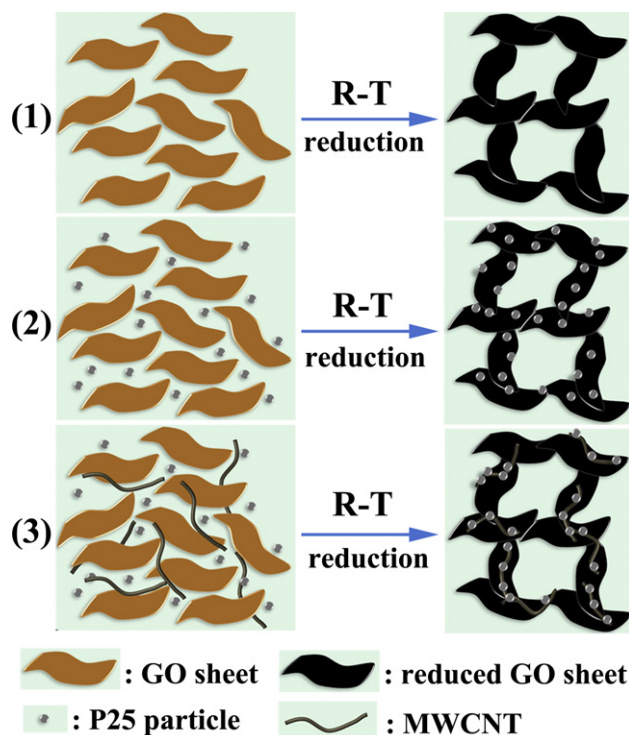 (1)
R-T
reduction
(2)
R-T
reduction
(3)
R-T
reduction
: GO sheet
: reduced GO sheet
: P25 particle
: MWCNT